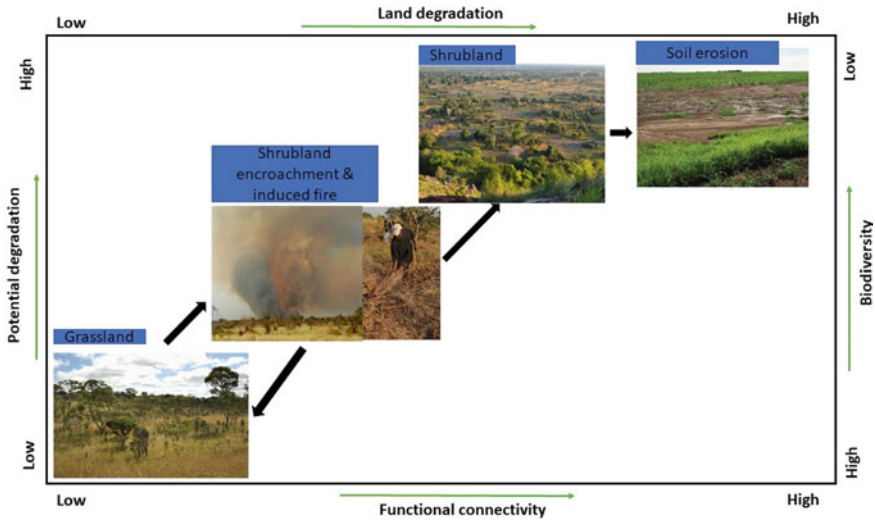 Land degradation
Low
High
High
Shrubland
Soil erosion
Low
Shrubland
encroachment &
induced fire
Potential degradation
Biodiversity
Grassland
Low
High
Low
Functional connectivity
High